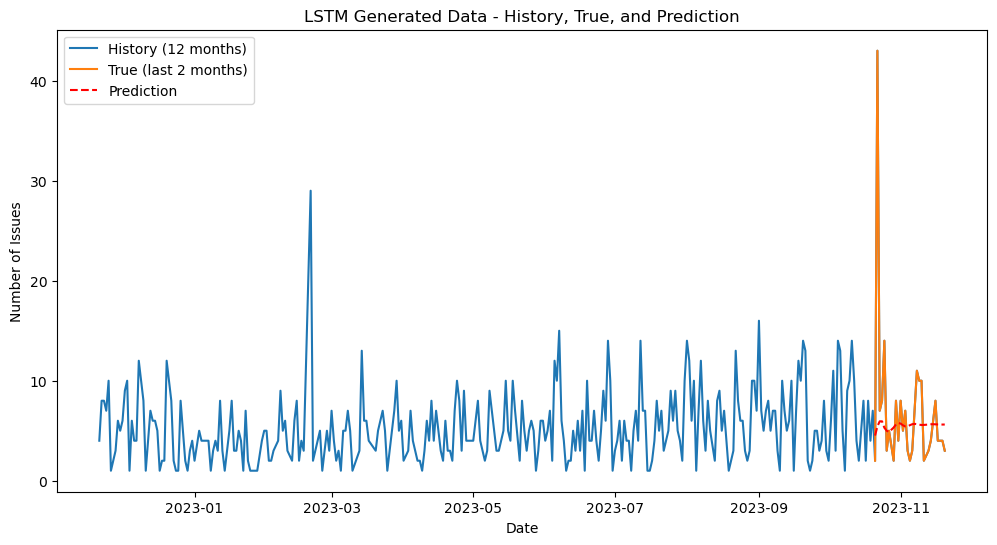 LSTM Generated Data - History, True, and Prediction
History (12 months)
True (last 2 months)
Prediction
Number of Issues
40
30
20
10
0
2023-01 2023-03 2023-05 2023-07 2023-09 2023-11
Date